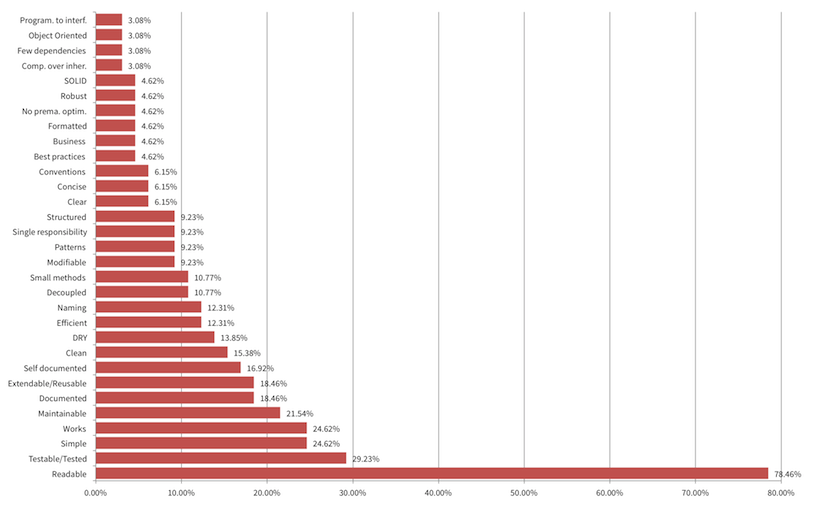 Program. to interf. 3.08%
Object Oriented 3.08%
Few dependencies 3.08%
Comp. over inher. 3.08%
SOLID 4.62%
Robust 4.62%
No prema. optim. 4.62%
Formatted 4.62%
Business 4.62%
Best practices 4.62%
Conventions 6.15%
Concise 6.15%
Clear 6.15%
Structured 9.23%
Single responsibility 9.23%
Patterns 9.23%
Modifiable 9.23%
Small methods 10.77%
Decoupled 10.77%
Naming 12.31%
Efficient 12.31%
DRY 13.85%
Clean 15.38%
Self documented 16.92%
Extendable/Reusable 18.46%
Documented 18.46%
Maintainable 21.54%
Works 24.62%
Simple 24.62%
Testable/Tested 29.23%
Readable 78.46%
0.00% 10.00% 20.00% 30.00% 40.00% 50.00% 60.00% 70.00% 80.00%